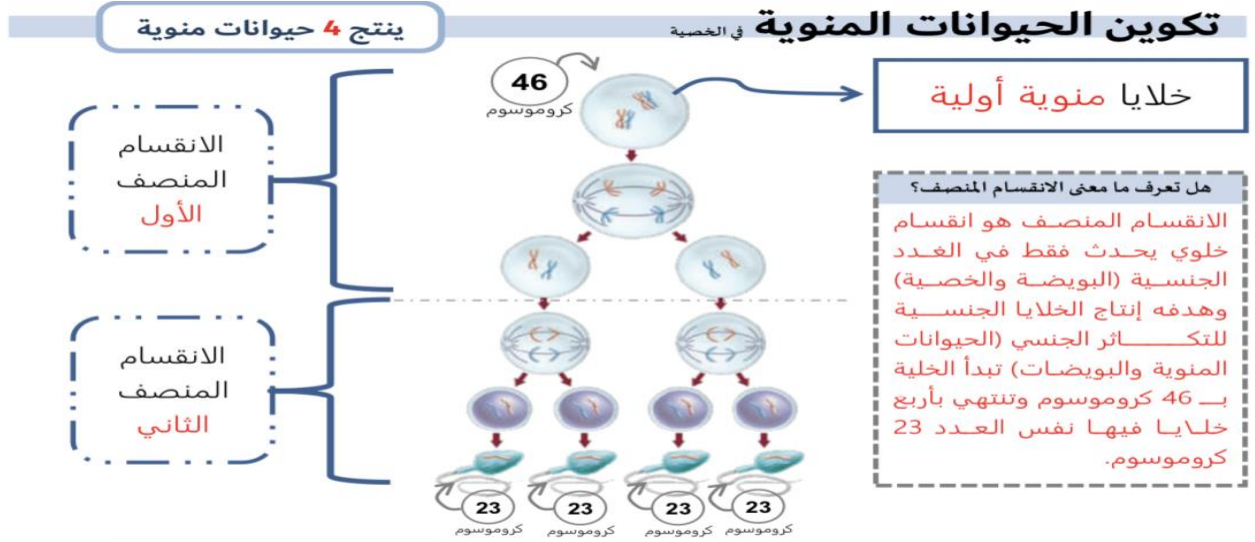 تكوين الحيوانات المنوية في الخصية
ينتج 4 حيوانات منوية
46
كروموسوم
خلايا منوية أولية
الانقسام
المنصف
الأول
هل تعرف ما معنى الانقسام المنصف؟
الانقسام المنصف هو انقسام
خلوي يحدث فقط في الغدد
الجنسية (البويضة والخصية)
وهدفه إنتاج الخلايا الجنسية
للتكاثر الجنسي (الحيوانات
المنوية والبويضات) تبدأ الخلية
بـ 46 كروموسوم وتنتهي بأربع
خلايا فيها نفس العدد 23
كروموسوم.
الانقسام
المنصف
الثاني
23
كروموسوم
23
كروموسوم
23
كروموسوم
23
كروموسوم